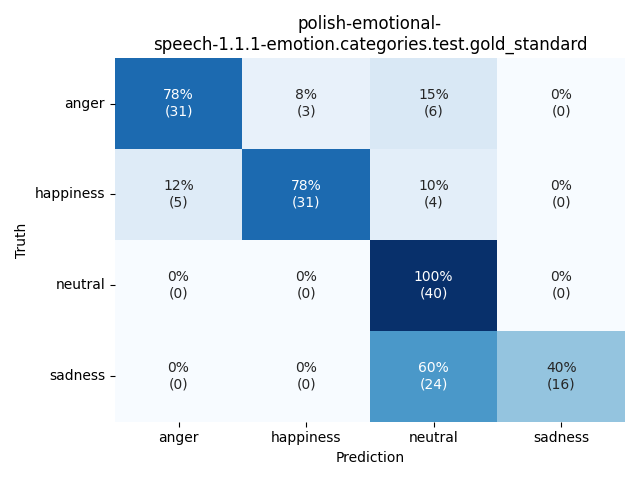 polish-emotional-
speech-1.1.1-emotion.categories.test.gold_standard
Truth
anger
78%
(31)
8%
(3)
15%
(6)
0%
(0)
happiness
12%
(5)
78%
(31)
10%
(4)
0%
(0)
neutral
0%
(0)
0%
(0)
100%
(40)
0%
(0)
sadness
0%
(0)
0%
(0)
60%
(24)
40%
(16)
anger
happiness
neutral
sadness
Prediction